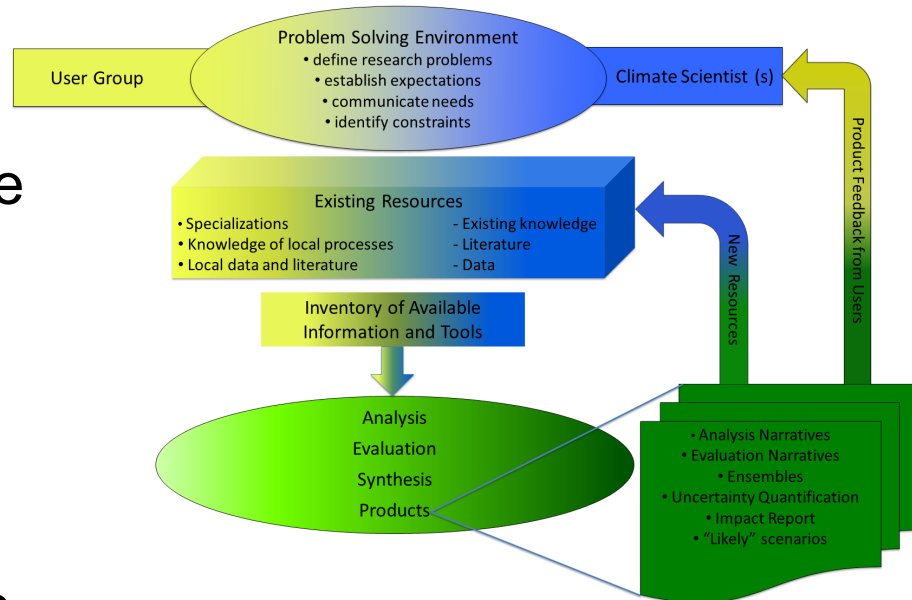 Problem Solving Environment
• define research problems
• establish expectations
• communicate needs
• identify constraints
User Group
Climate Scientist (s)
e
Existing Resources
• Specializations
• Knowledge of local processes
• Local data and literature
- Existing knowledge
- Literature
- Data
Inventory of Available
Information and Tools
New Resources
Product Feedback from Users
Analysis
Evaluation
Synthesis
Products
• Analysis Narratives
• Evaluation Narratives
• Ensembles
• Uncertainty Quantification
• Impact Report
• “Likely” scenarios